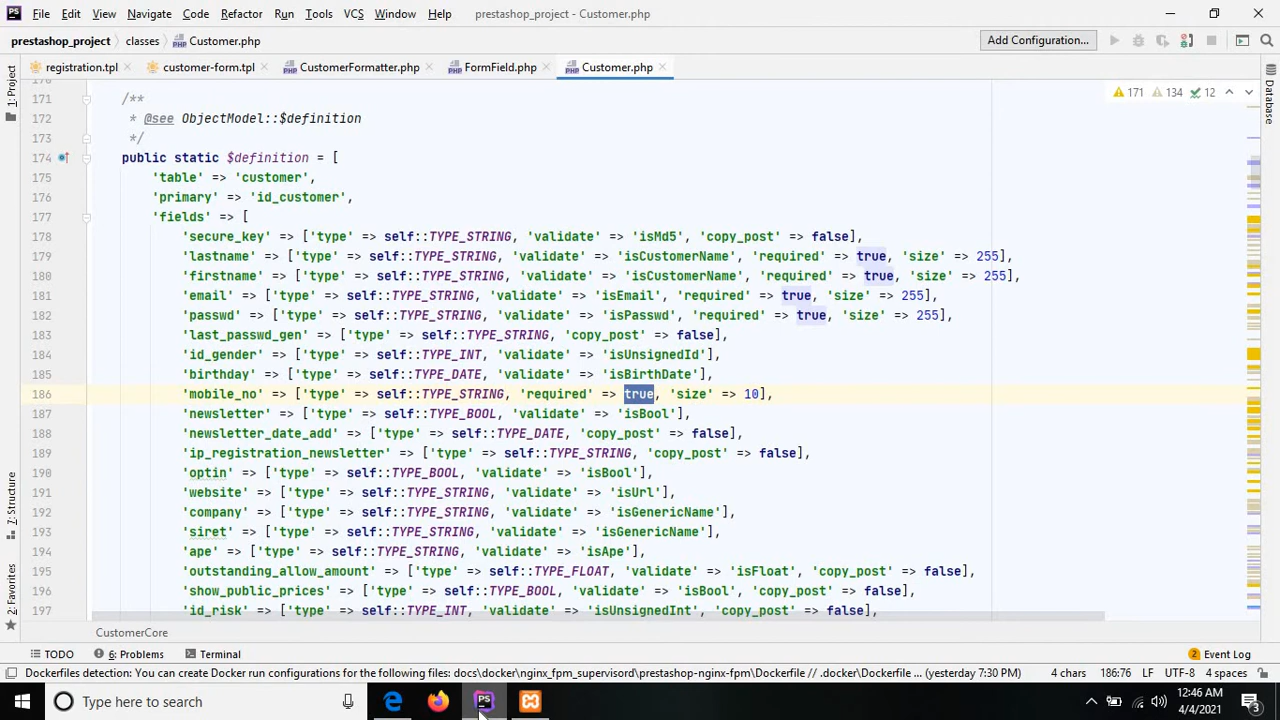 File Edit View Navigate Code Refactor Run Tools VCS Window Help prestashop_project - Customer.php
prestashop_project classes Customer.php Add Configuration...
registration.tpl customer-form.tpl CustomerFormatter.php FormField.php Customer.php
171 134 12
171 /**
172 * @see ObjectModel::$definition
173 */
174 public static $definition = [
175 'table' => 'customer',
176 'primary' => 'id_customer',
177 'fields' => [
178 'secure_key' => ['type' => self::TYPE_STRING, 'validate' => 'isMd5', 'copy_post' => false],
179 'lastname' => ['type' => self::TYPE_STRING, 'validate' => 'isCustomerName', 'required' => true, 'size' => 255],
180 'firstname' => ['type' => self::TYPE_STRING, 'validate' => 'isCustomerName', 'required' => true, 'size' => 255],
181 'email' => ['type' => self::TYPE_STRING, 'validate' => 'isEmail', 'required' => true, 'size' => 255],
182 'passwd' => ['type' => self::TYPE_STRING, 'validate' => 'isPasswd', 'required' => true, 'size' => 255],
183 'last_passwd_gen' => ['type' => self::TYPE_STRING, 'copy_post' => false],
184 'id_gender' => ['type' => self::TYPE_INT, 'validate' => 'isUnsignedId'],
185 'birthday' => ['type' => self::TYPE_DATE, 'validate' => 'isBirthDate'],
186 'mobile_no' => ['type' => self::TYPE_STRING, 'required' => true, 'size' => 10],
187 'newsletter' => ['type' => self::TYPE_BOOL, 'validate' => 'isBool'],
188 'newsletter_date_add' => ['type' => self::TYPE_DATE, 'copy_post' => false],
189 'ip_registration_newsletter' => ['type' => self::TYPE_STRING, 'copy_post' => false],
190 'optin' => ['type' => self::TYPE_BOOL, 'validate' => 'isBool'],
191 'website' => ['type' => self::TYPE_STRING, 'validate' => 'isUrl'],
192 'company' => ['type' => self::TYPE_STRING, 'validate' => 'isGenericName'],
193 'siret' => ['type' => self::TYPE_STRING, 'validate' => 'isGenericName'],
194 'ape' => ['type' => self::TYPE_STRING, 'validate' => 'isApe'],
195 'outstanding_allow_amount' => ['type' => self::TYPE_FLOAT, 'validate' => 'isFloat', 'copy_post' => false],
196 'show_public_prices' => ['type' => self::TYPE_BOOL, 'validate' => 'isBool', 'copy_post' => false],
197 'id_risk' => ['type' => self::TYPE_INT, 'validate' => 'isUnsignedInt', 'copy_post' => false],
CustomerCore
1: Project
7: Structure
2: Favorites
Database
TODO 6: Problems Terminal 2 Event Log
Dockerfiles detection: You can create Docker run configurations for the following files: docs\docker\nginx_fpm_supervisord\prestashop-nginx-fpm\Dockerfile // .docker\Dockerfile (yesterday 7:30 PM) 4 chars 186:76 LF UTF-8 4 spaces
PS Type here to search 12:46 AM
4/4/2021
3